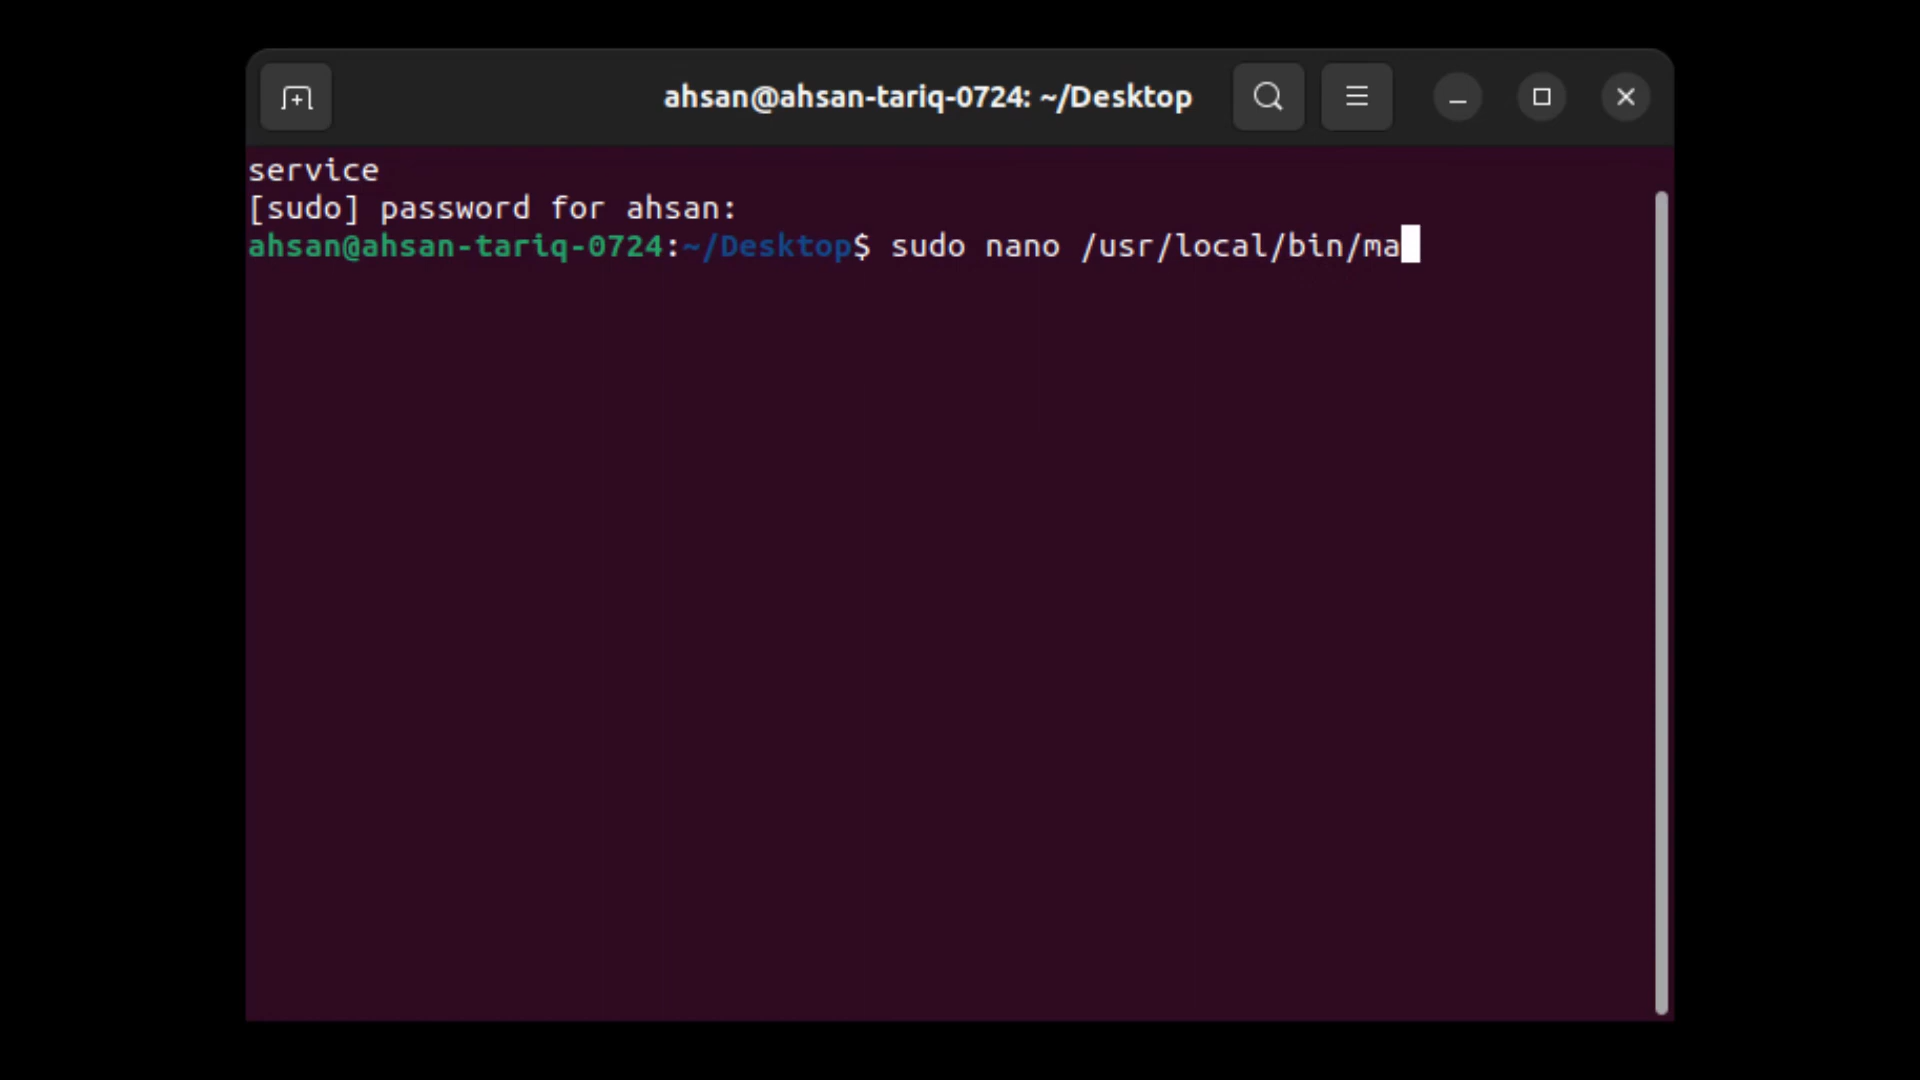 ahsan@ahsan-tariq-0724: ~/Desktop
service
[sudo] password for ahsan:
ahsan@ahsan-tariq-0724:~/Desktop$ sudo nano /usr/local/bin/ma